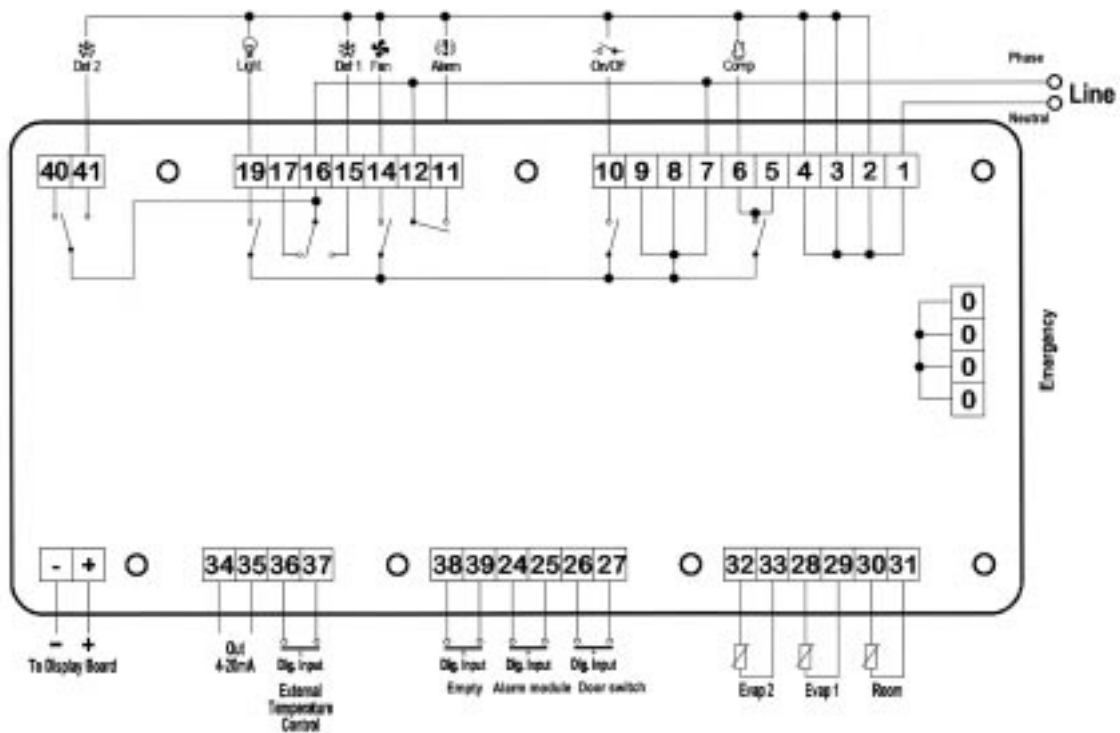 Def 2
Light
Def 1
Fan
Alarm
On/Off
Comp
Phase
Line
Neutral
40 41
19 17 16 15 14 12 11
10 9 8 7 6 5 4 3 2 1
0
0
0
0
Emergency
- +
34 35 36 37
38 39 24 25 26 27
32 33 28 29 30 31
- +
To Display Board
Out
4-20mA
Dig. Input
External
Temperature
Control
Dig. Input
Empty
Dig. Input
Alarm module
Dig. Input
Door switch
Evap 2
Evap 1
Room